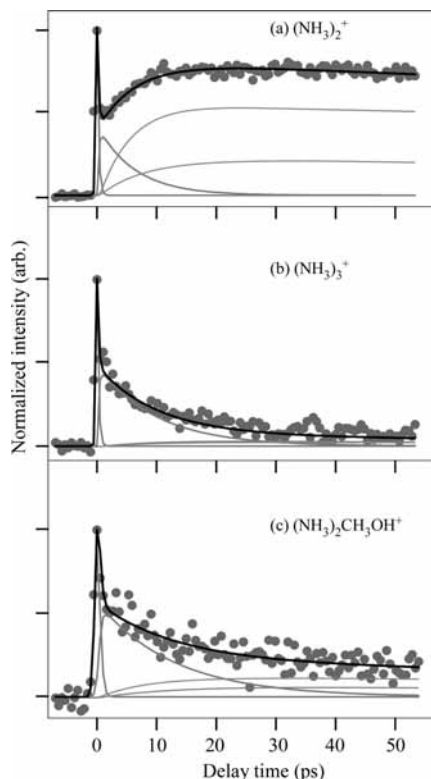 (a) (NH₃)₂⁺
(b) (NH₃)₃⁺
(c) (NH₃)₂CH₃OH⁺
Normalized intensity (arb.)
0 10 20 30 40 50
Delay time (ps)